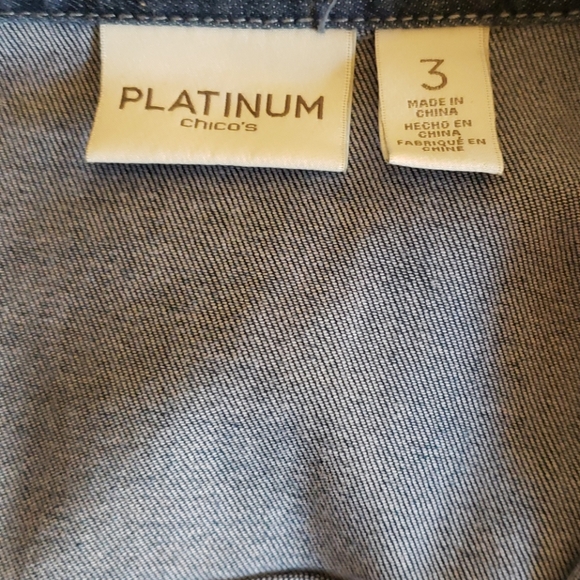 PLATINUM
chico's
3
MADE IN
CHINA
HECHO EN
CHINA
FABRIQUÉ EN
CHINE